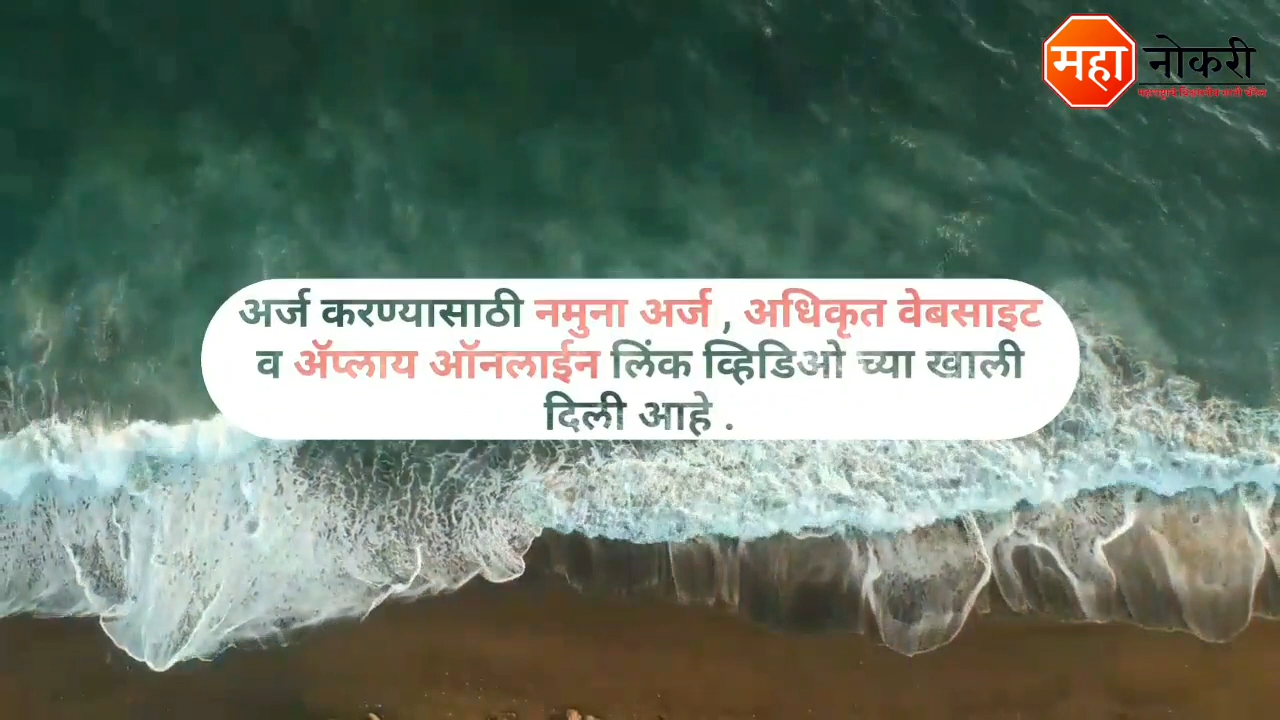 महा नोकरी
अर्ज करण्यासाठी नमुना अर्ज , अधिकृत वेबसाइट
व ॲप्लाय ऑनलाईन लिंक व्हिडिओ च्या खाली
दिली आहे .